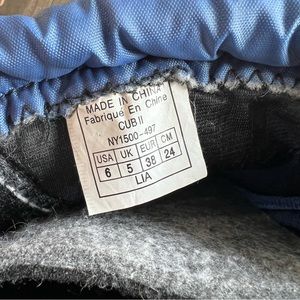 MADE IN CHINA
Fabriqué En Chine
CUB II
NY1500-497
USA UK EUR CM
6 5 38 24
LIA